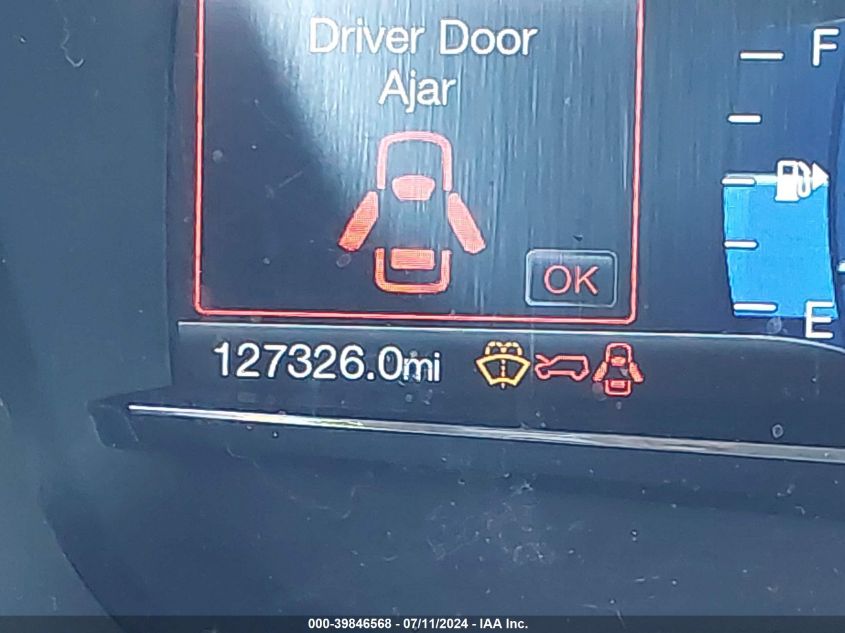 Driver Door
Ajar
F
OK
E
127326.0mi
000-39846568 - 07/11/2024 - IAA Inc.